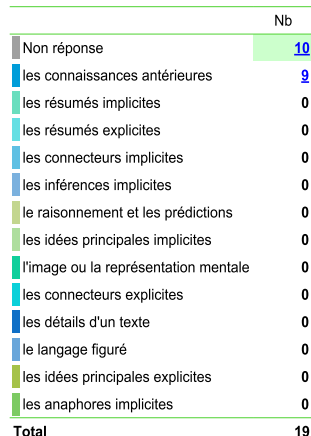 Nb
Non réponse 10
les connaissances antérieures 9
les résumés implicites 0
les résumés explicites 0
les connecteurs implicites 0
les inférences implicites 0
le raisonnement et les prédictions 0
les idées principales implicites 0
l'image ou la représentation mentale 0
les connecteurs explicites 0
les détails d'un texte 0
le langage figuré 0
les idées principales explicites 0
les anaphores implicites 0
Total 19